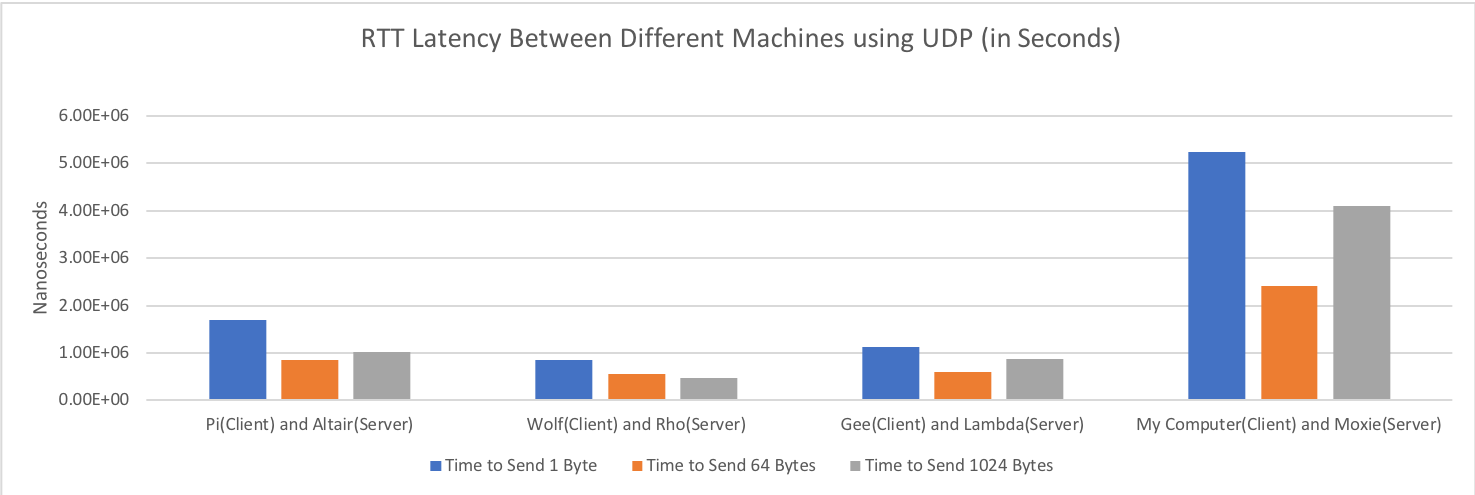 RTT Latency Between Different Machines using UDP (in Seconds)
6.00E+06
5.00E+06
4.00E+06
3.00E+06
2.00E+06
1.00E+06
0.00E+00
Nanoseconds
Pi(Client) and Altair(Server)
Wolf(Client) and Rho(Server)
Gee(Client) and Lambda(Server)
My Computer(Client) and Moxie(Server)
Time to Send 1 Byte
Time to Send 64 Bytes
Time to Send 1024 Bytes